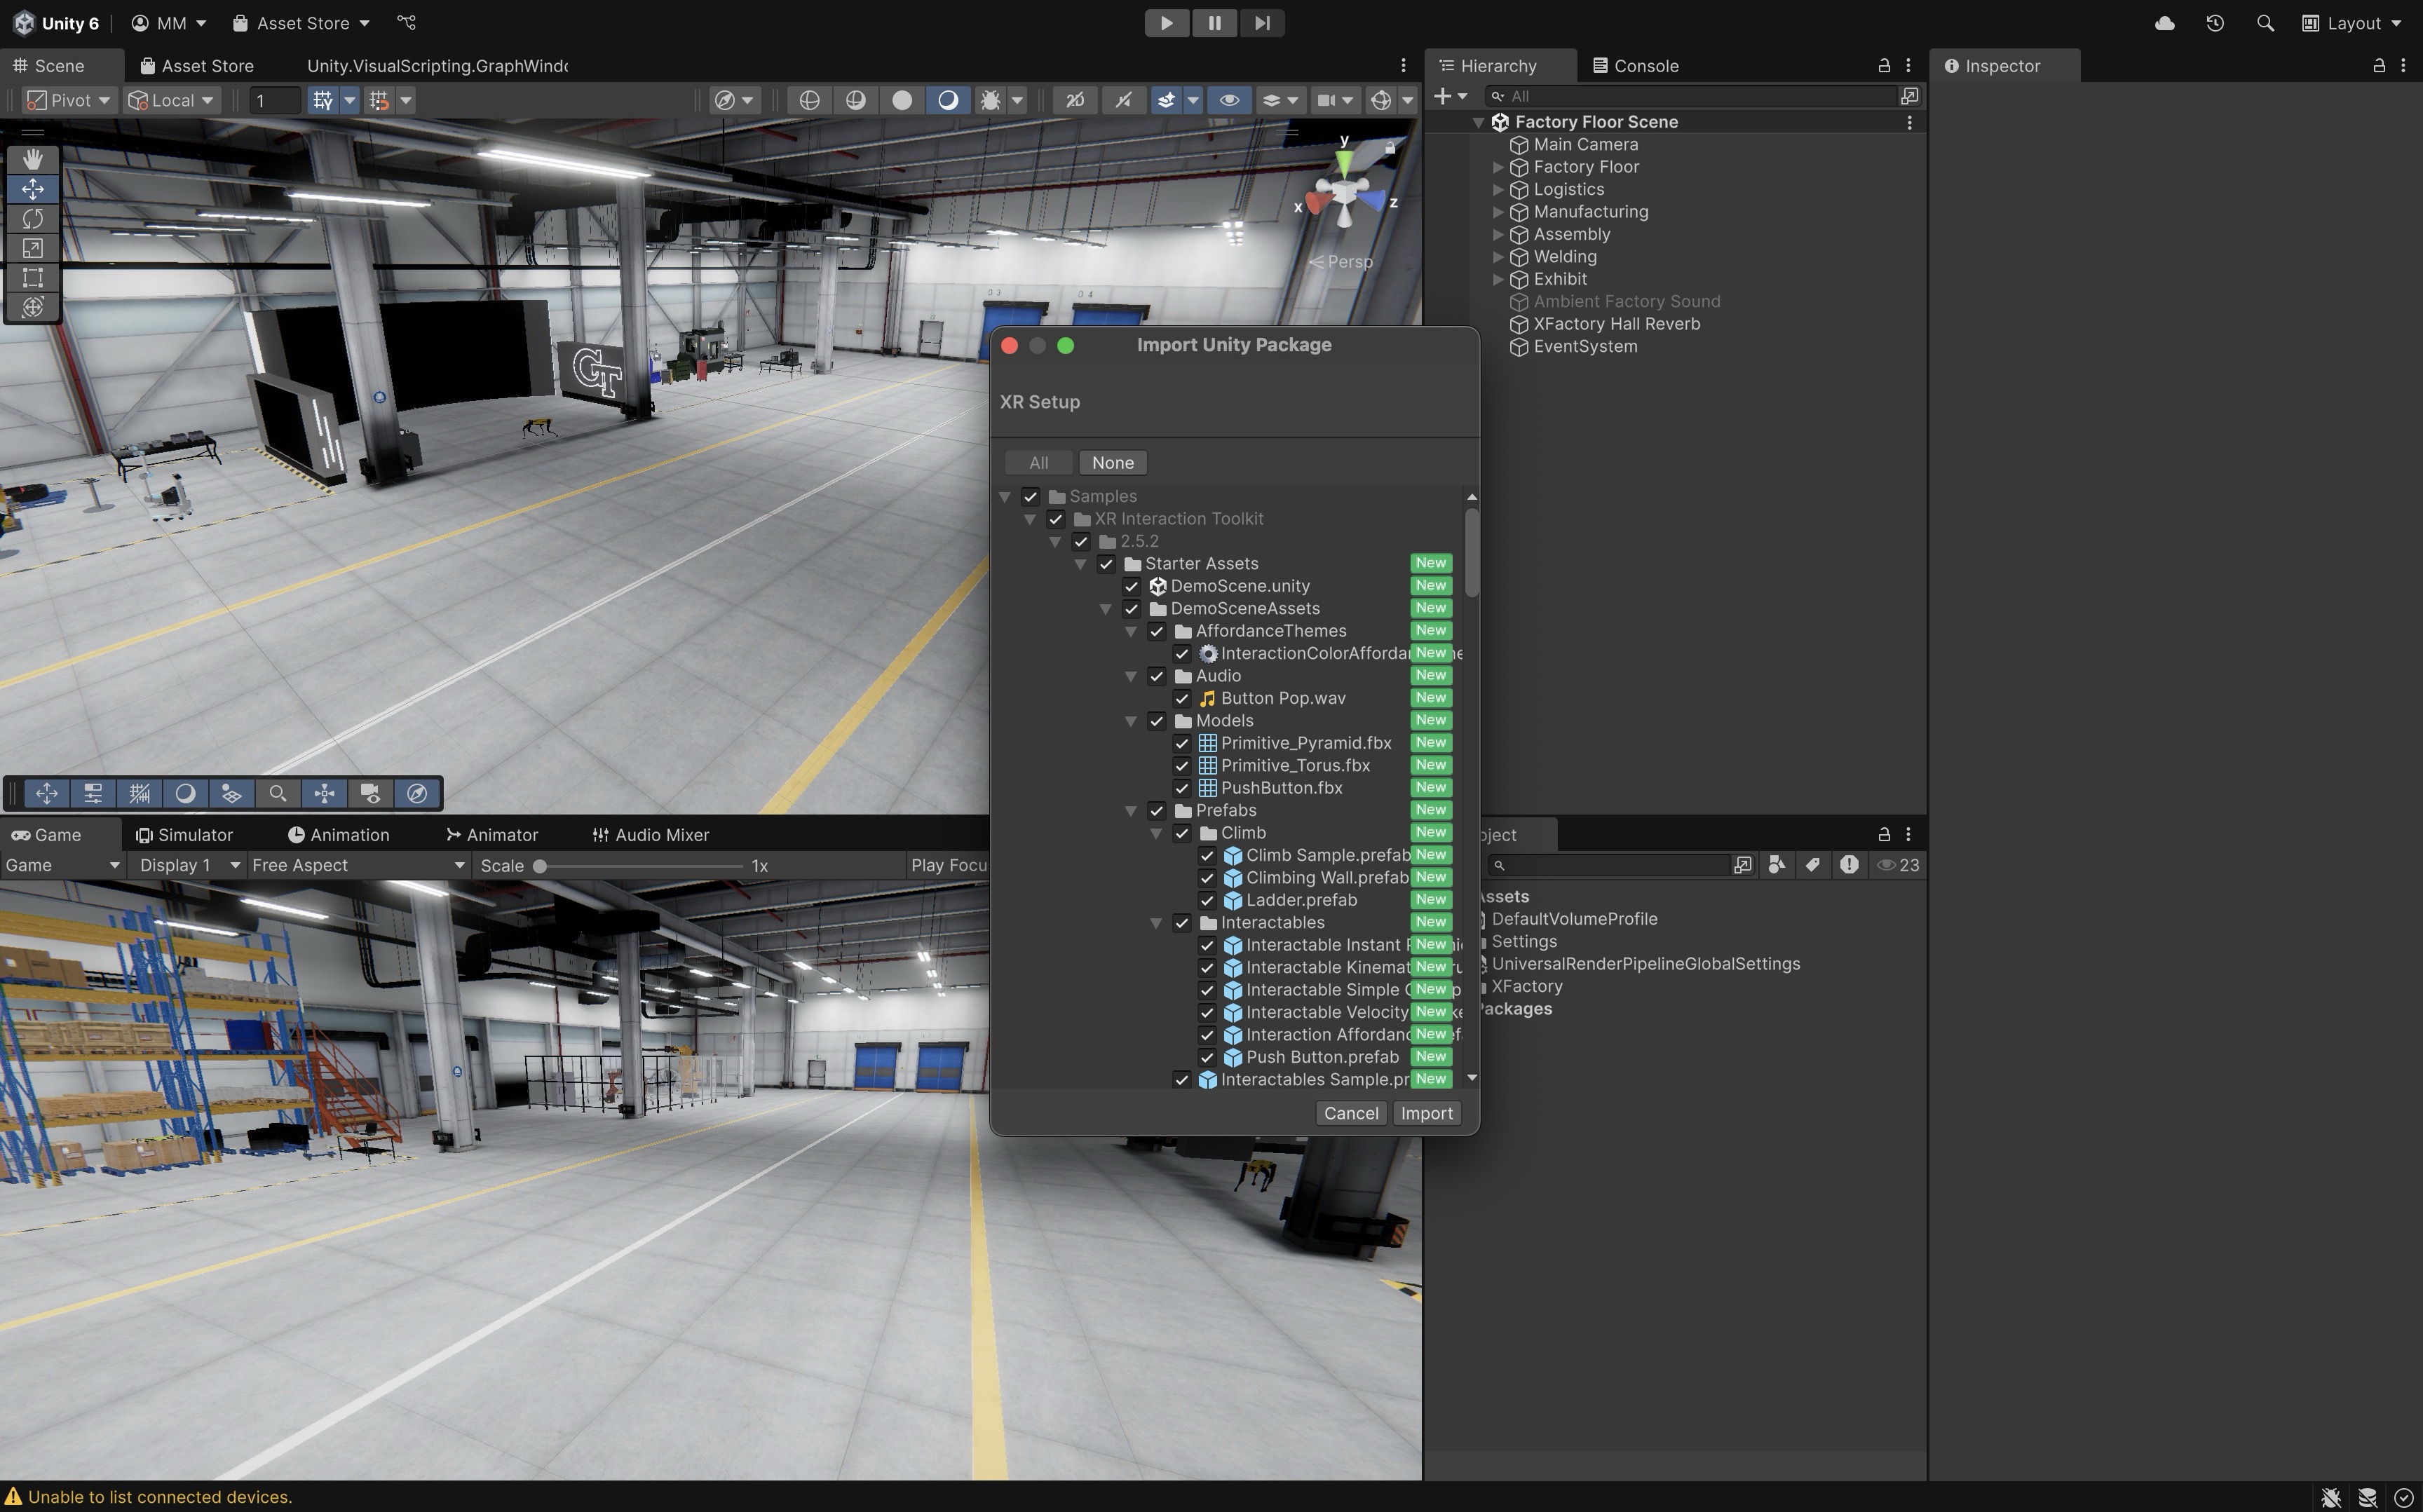 Unity 6
MM
Asset Store
Layout
Scene
Asset Store
Unity.VisualScripting.GraphWindo
Pivot
Local
1
2D
y
x
z
Persp
03
04
GT
Hierarchy
Console
All
Factory Floor Scene
Main Camera
Factory Floor
Logistics
Manufacturing
Assembly
Welding
Exhibit
Ambient Factory Sound
XFactory Hall Reverb
EventSystem
Inspector
Import Unity Package
XR Setup
All
None
Samples
XR Interaction Toolkit
2.5.2
Starter Assets New
DemoScene.unity New
DemoSceneAssets New
AffordanceThemes New
InteractionColorAffordan New
Audio New
Button Pop.wav New
Models New
Primitive_Pyramid.fbx New
Primitive_Torus.fbx New
PushButton.fbx New
Prefabs New
Climb New
Climb Sample.prefab New
Climbing Wall.prefab New
Ladder.prefab New
Interactables New
Interactable Instant New
Interactable Kinemat New
Interactable Simple New
Interactable Velocity New
Interaction Affordanc New
Push Button.prefab New
Interactables Sample.pr New
Cancel
Import
Game
Simulator
Animation
Animator
Audio Mixer
Game
Display 1
Free Aspect
Scale
1x
Play Focu
oject
23
Assets
DefaultVolumeProfile
Settings
UniversalRenderPipelineGlobalSettings
XFactory
Packages
Unable to list connected devices.